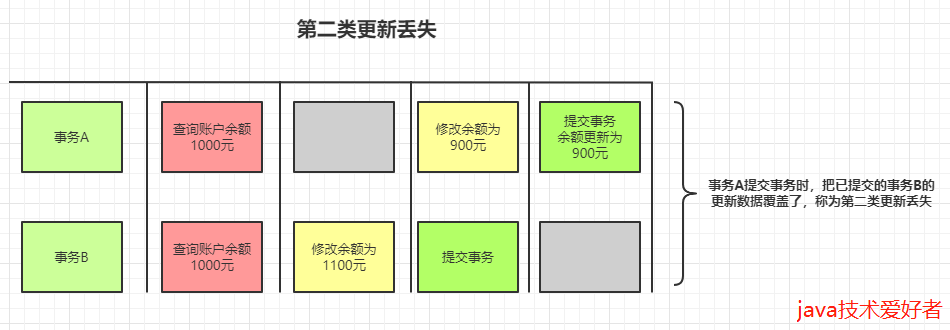 第二类更新丢失
事务A
查询账户余额
1000元
修改余额为
900元
提交事务
余额更新为
900元
事务B
查询账户余额
1000元
修改余额为
1100元
提交事务
事务A提交事务时，把已提交的事务B的
更新数据覆盖了，称为第二类更新丢失
java技术爱好者